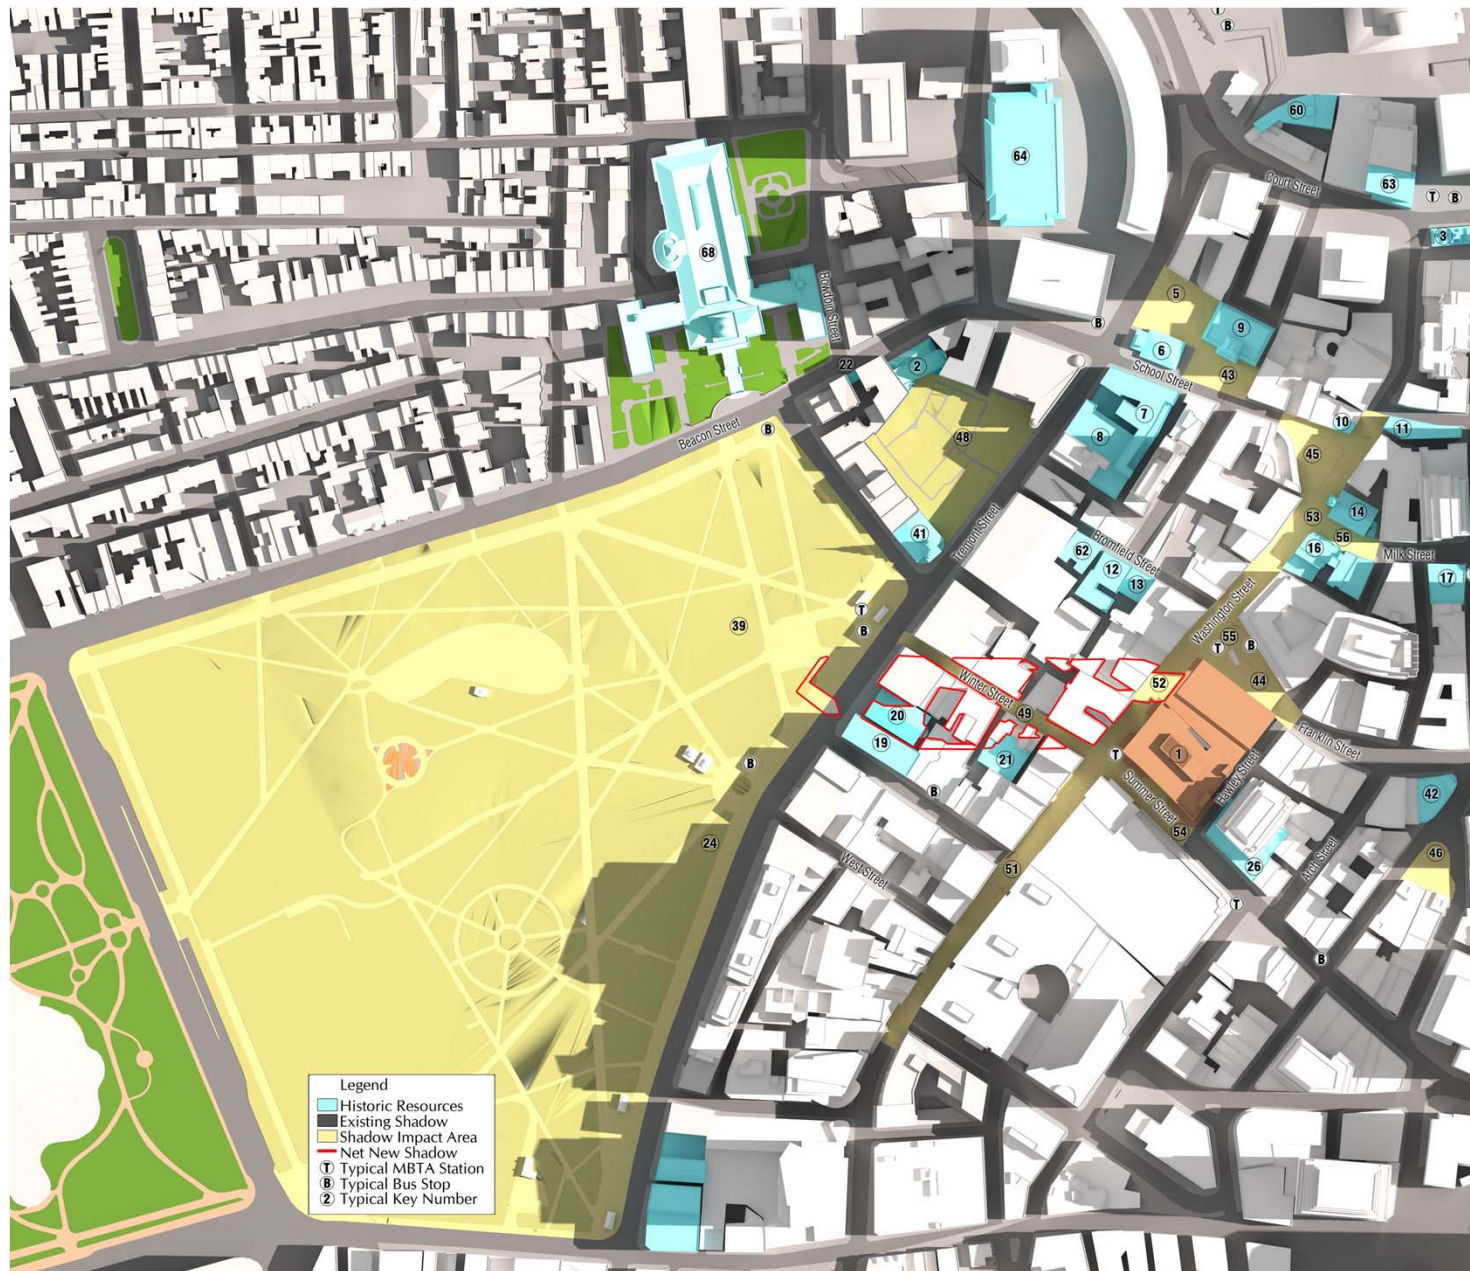 T
B
60
64
Court Street
63
T
B
3
68
Bowdoin Street
5
9
B
6
22
2
School Street
43
7
Beacon Street
B
8
48
10
11
45
Tremont Street
14
53
41
Bromfield Street
62
16
56
Milk Street
12
13
17
Washington Street
T
39
B
55
B
T
Winter Street
52
44
49
20
19
21
T
1
Franklin Street
Hawley Street
B
B
Summer Street
42
54
24
46
West Street
51
26
Arch Street
T
B
Legend
Historic Resources
Existing Shadow
Shadow Impact Area
Net New Shadow
T Typical MBTA Station
B Typical Bus Stop
2 Typical Key Number